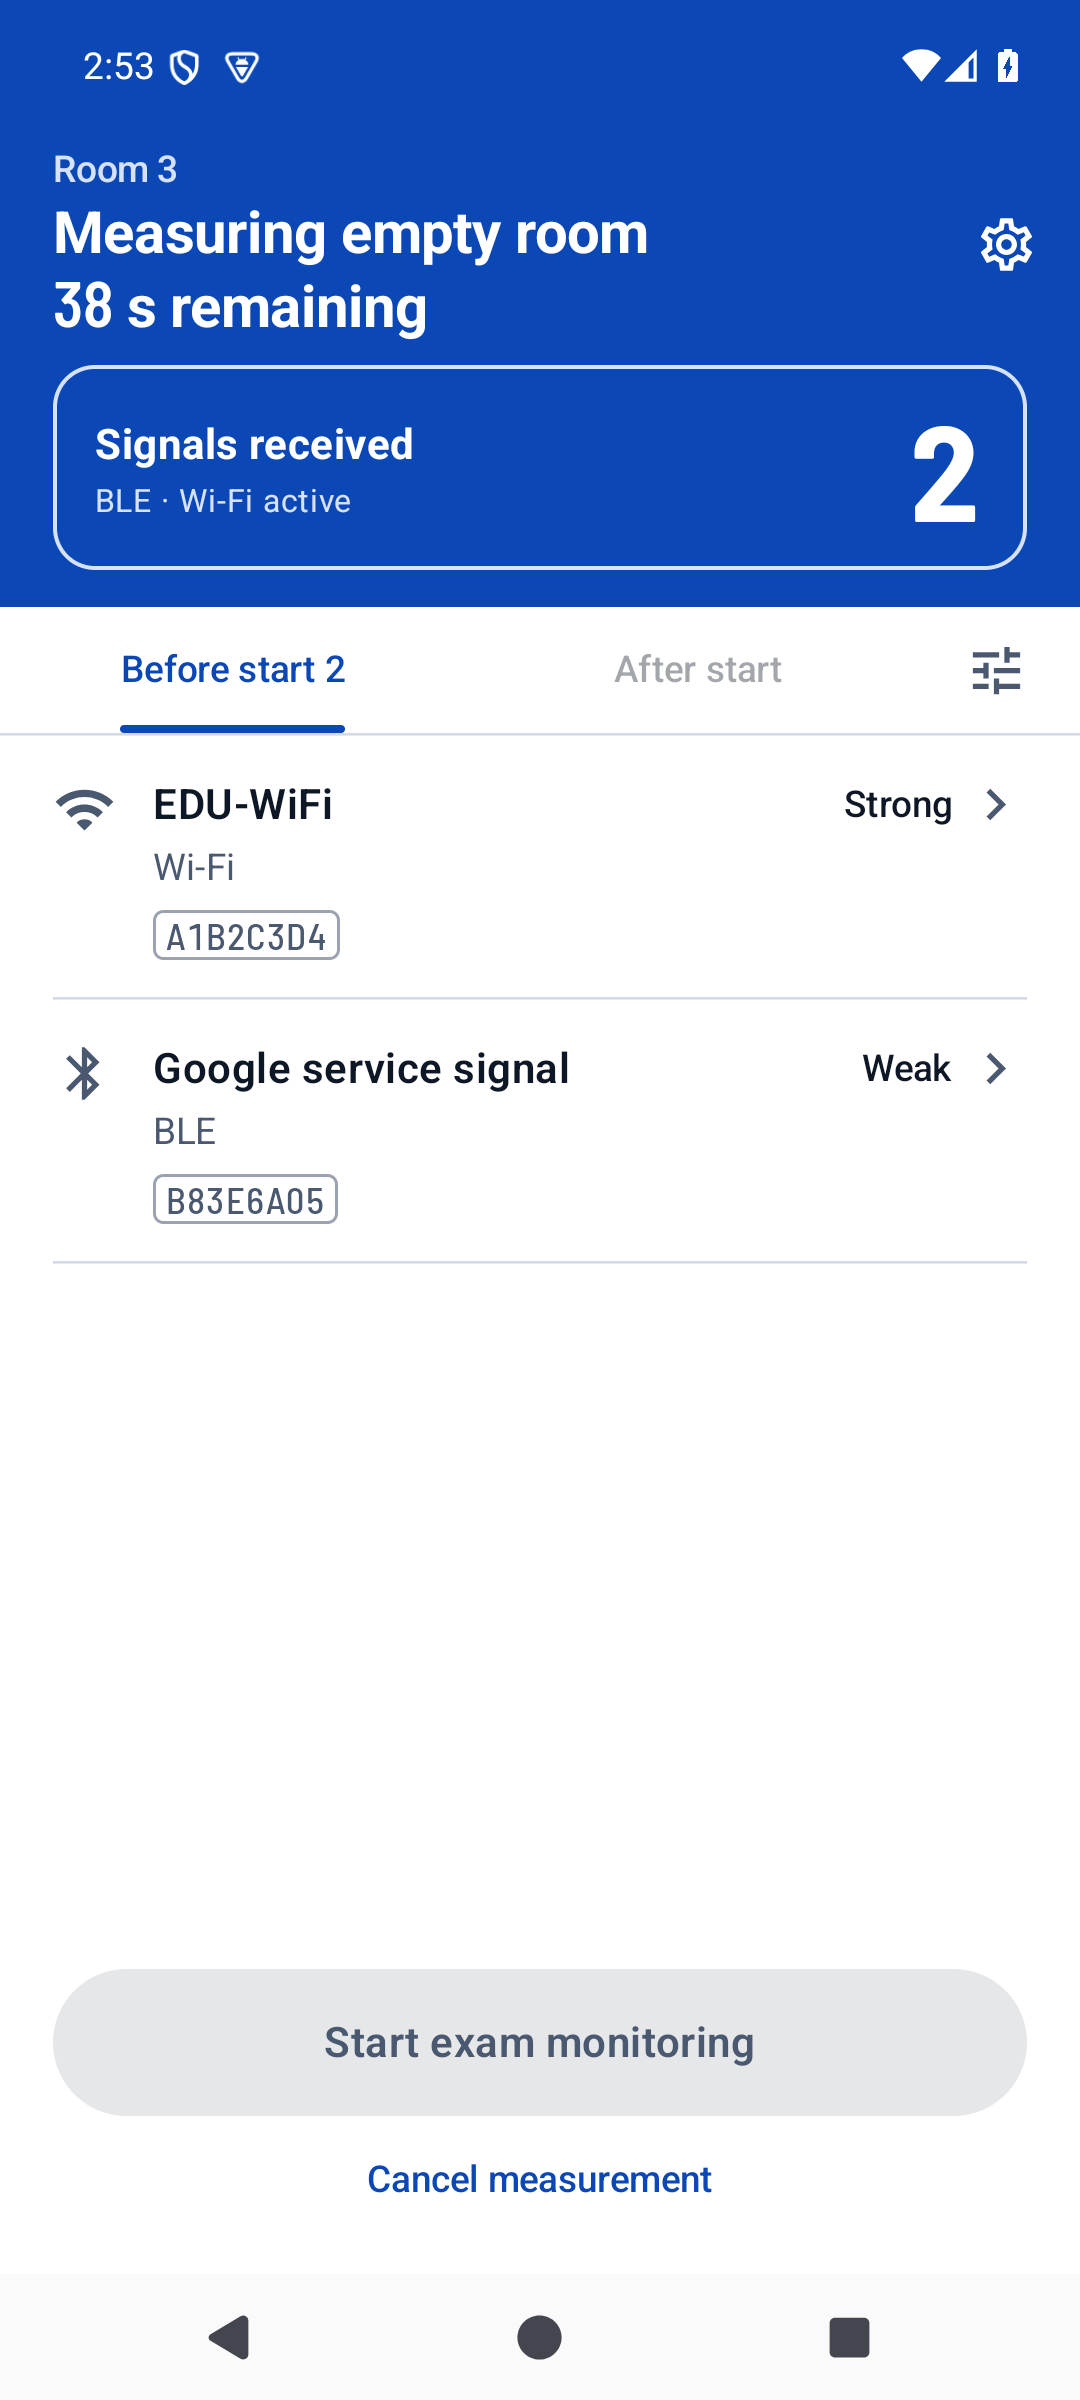 2:53
Room 3
Measuring empty room
38 s remaining
Signals received
BLE · Wi-Fi active
2
Before start 2
After start
EDU-WiFi
Strong
Wi-Fi
A1B2C3D4
Google service signal
Weak
BLE
B83E6A05
Start exam monitoring
Cancel measurement